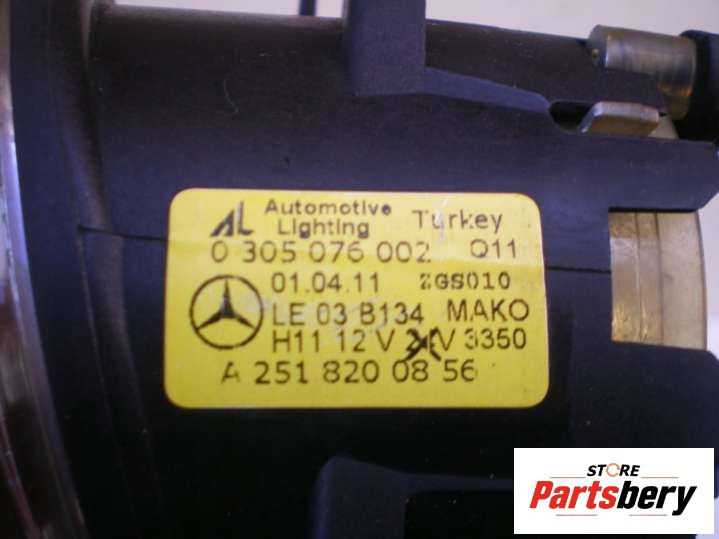 AL Automotive Lighting Turkey
0 305 076 002 Q11
01.04.11 ZGS010
LE 03 B134 MAKO
H11 12 V 24V 3350
A 251 820 08 56
STORE
Partsbery